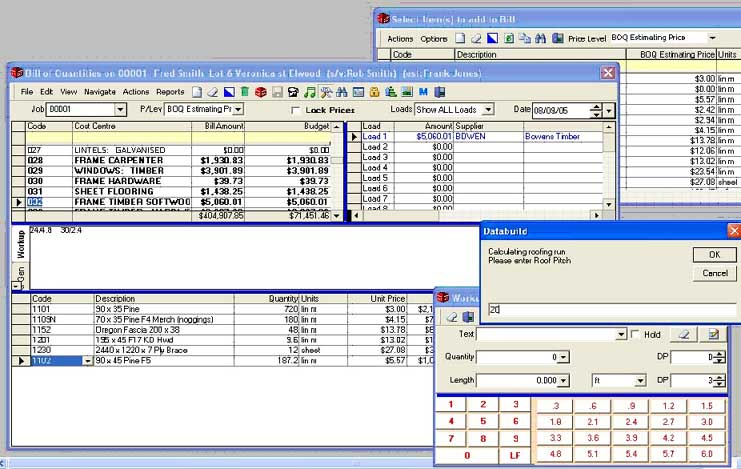 Select Item(s) to add to Bill
Actions Options Price Level BOQ Estimating Price
Code Description BOQ Estimating Price Units
$3.00 lin m
$0.00 lin m
$5.57 lin m
$2.42 lin m
$2.94 lin m
$4.15 lin m
$13.78 lin m
$12.06 lin m
$13.02 lin m
$23.54 lin m
$27.08 sheet
Bill of Quantities on 00001 Fred Smith Lot 6 Veronica st Elwood (s/v:Rob Smith) (est:Frank Jones)
File Edit View Navigate Actions Reports
Job 00001 P/Lev BOQ Estimating Pr Lock Prices Loads Show ALL Loads Date 08/09/05
Code Cost Centre Bill Amount Budget
027 LINTELS: GALVANISED $0.00 $0.00
028 FRAME CARPENTER $1,930.83 $1,930.83
029 WINDOWS: TIMBER $3,901.89 $3,901.89
030 FRAME HARDWARE $39.73 $39.73
031 SHEET FLOORING $1,438.25 $1,438.25
032 FRAME TIMBER SOFTWOO $5,060.01 $5,060.01
$404,907.85 $71,451.46
Load Amount Supplier
Load 1 $5,060.01 BOWEN Bowens Timber
Load 2 $0.00
Load 3 $0.00
Load 4 $0.00
Load 5 $0.00
Load 6 $0.00
Load 7 $0.00
Load 8 $0.00
Workup
Gen
24/4.8 30/2.4
Code Description Quantity Units Unit Price
1101 90 x 35 Pine 720 lin m $3.00 $2,1
1109N 70 x 35 Pine F4 Merch (noggings) 180 lin m $4.15 $7
1152 Oregon Fascia 200 x 38 48 lin m $13.78
1201 195 x 45 F17 KD Hwd 9.6 lin m $13.02 $1
1230 2440 x 1220 x 7 Ply Brace 12 sheet $27.08
1102 90 x 45 Pine F5 187.2 lin m $5.57 $1,0
Databuild
Calculating roofing run
Please enter Roof Pitch
OK
Cancel
20
Worku
Text Hold
Quantity 0 DP 0
Length 0.000 ft DP 3
1 2 3 .3 .6 .9 1.2 1.5
4 5 6 1.8 2.1 2.4 2.7 3.0
7 8 9 3.3 3.6 3.9 4.2 4.5
0 LF 4.8 5.1 5.4 5.7 6.0